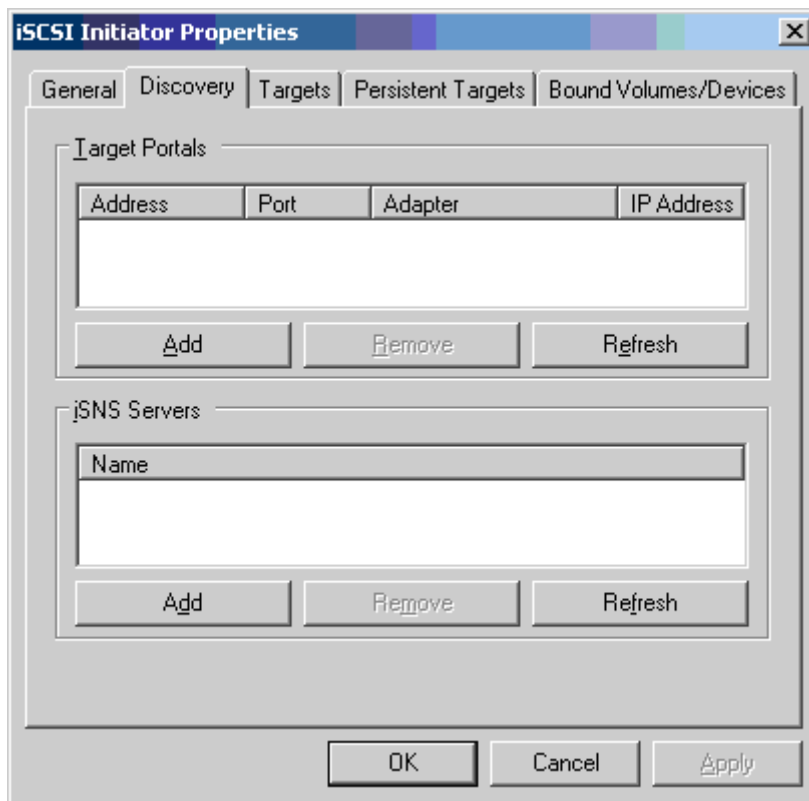 iSCSI Initiator Properties
General Discovery Targets Persistent Targets Bound Volumes/Devices
Target Portals
Address Port Adapter IP Address
Add Remove Refresh
iSNS Servers
Name
Add Remove Refresh
OK Cancel Apply